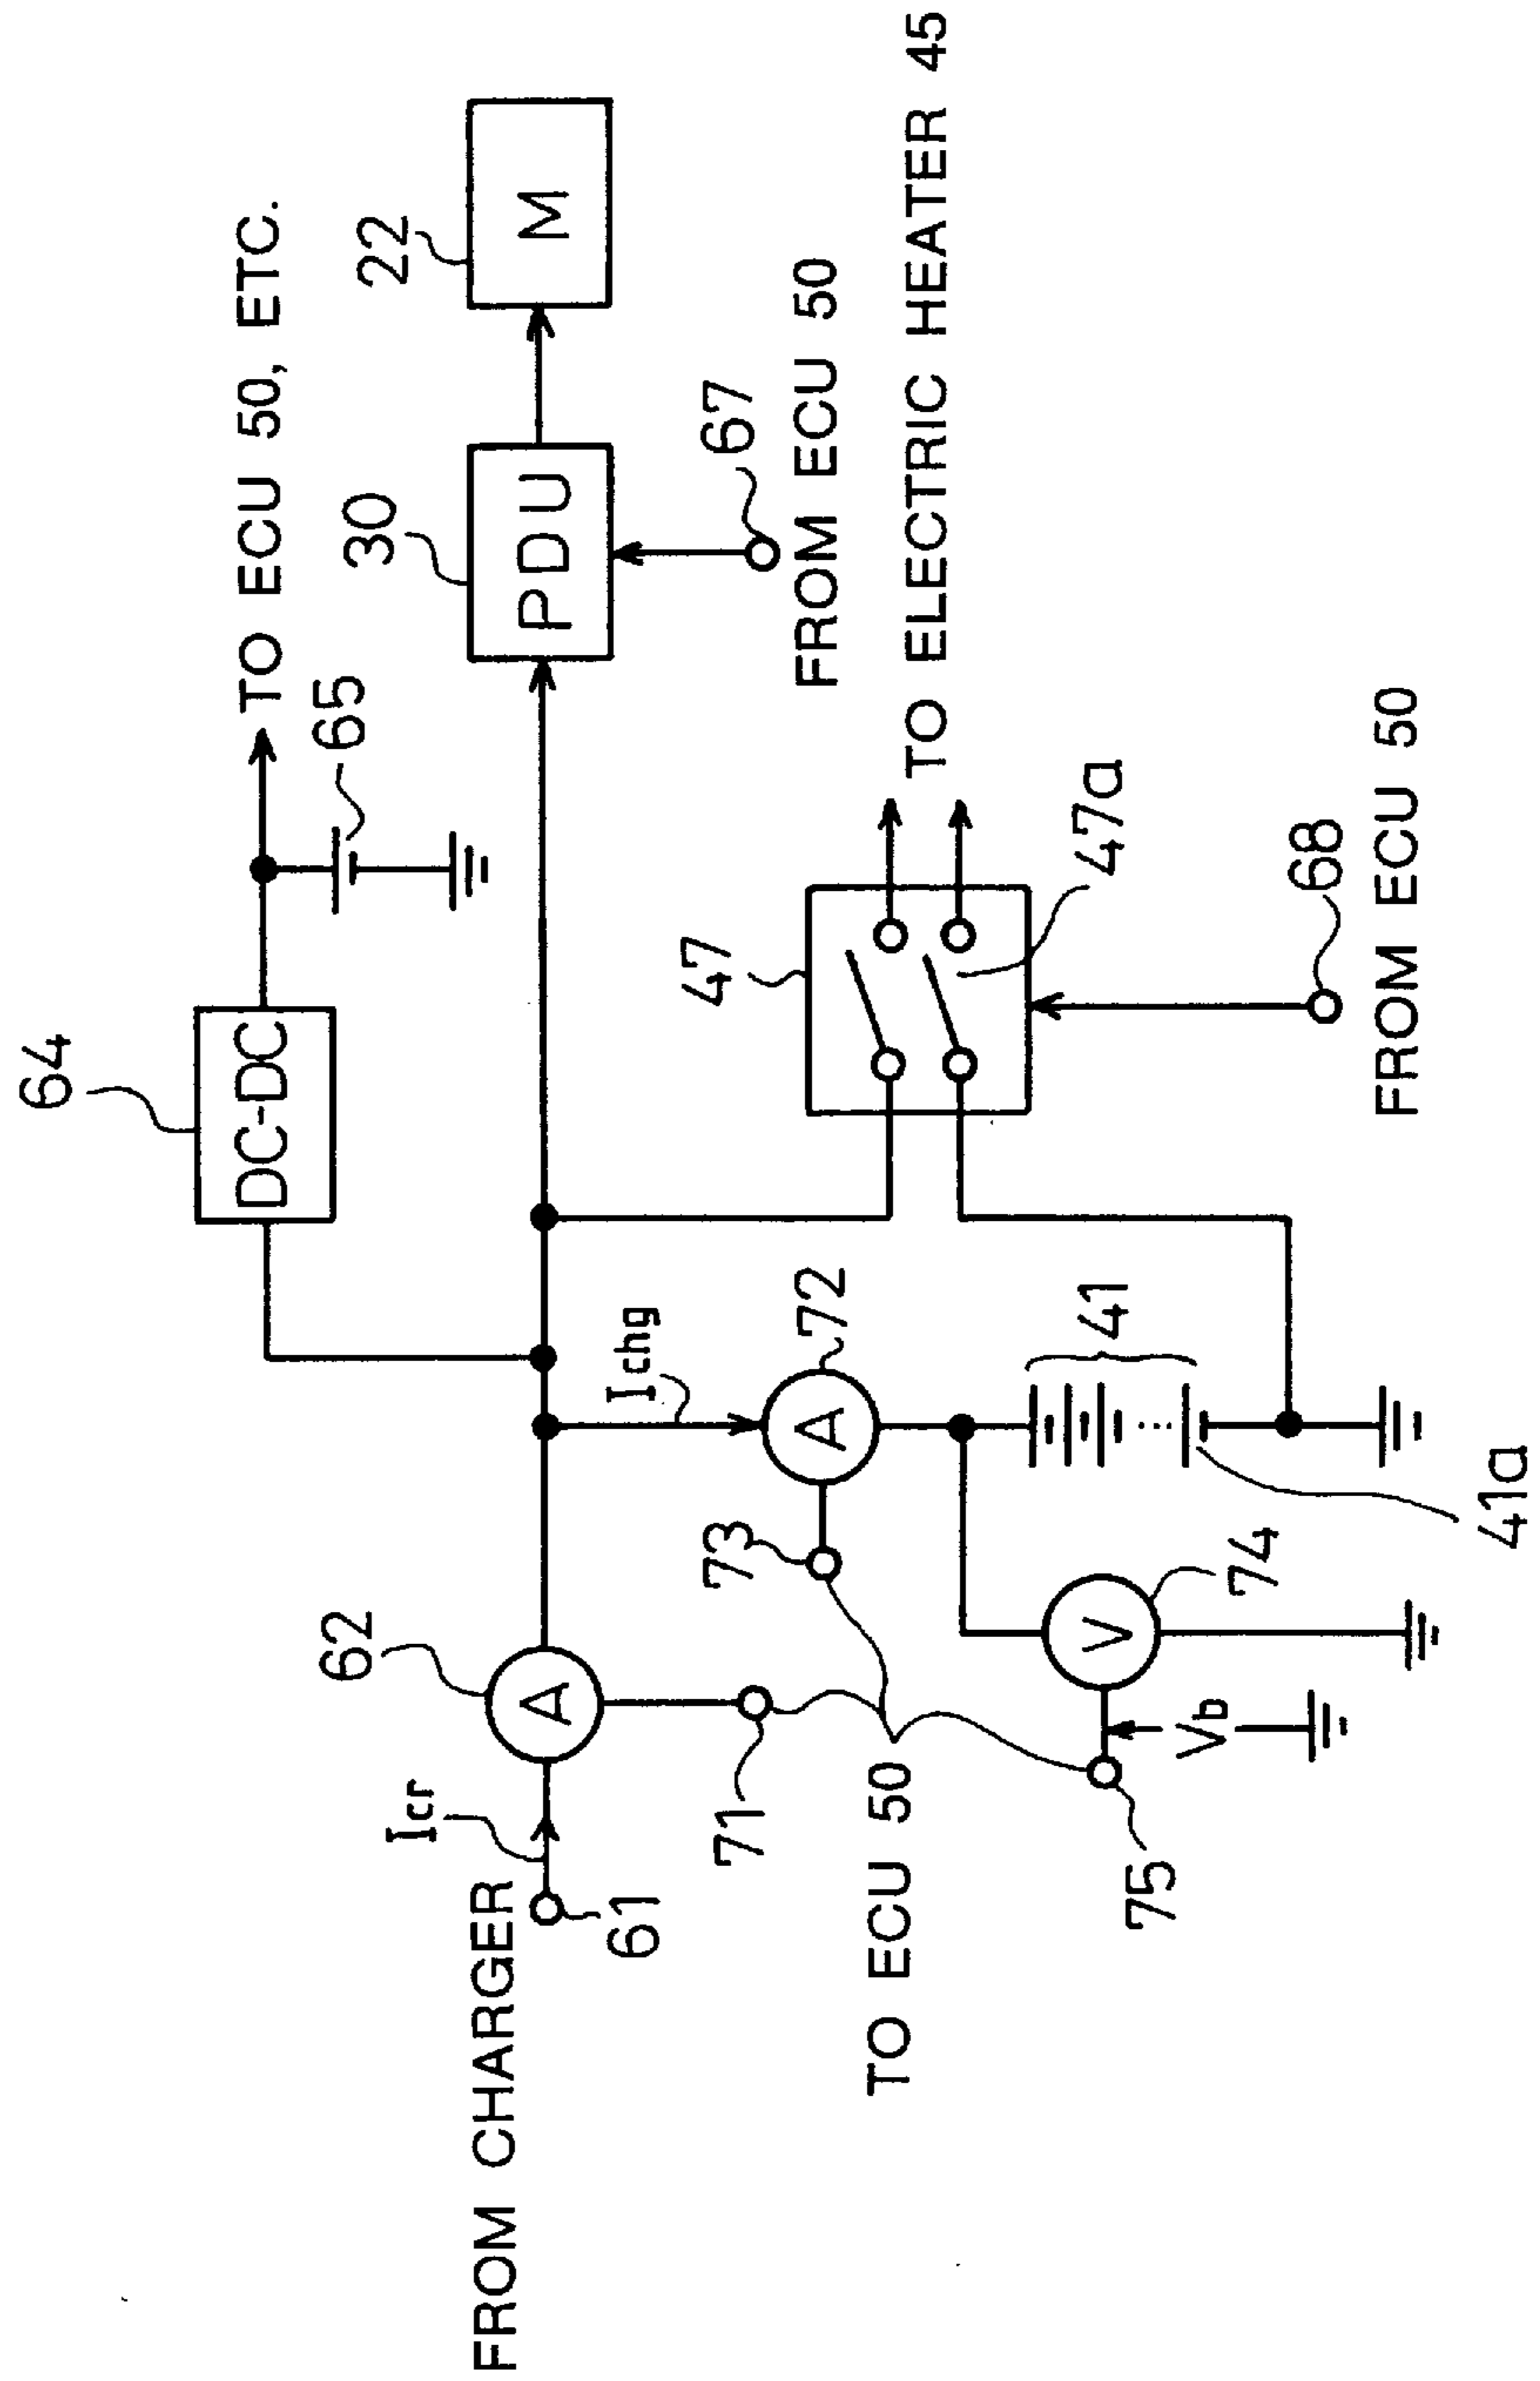 64
DC-DC
TO ECU 50, ETC.
65
FROM CHARGER
Icr
61
62
A
30
PDU
22
M
Ichg
67
FROM ECU 50
71
73
72
A
47
TO ELECTRIC HEATER 45
47a
TO ECU 50
41
75
Vb
V
74
68
FROM ECU 50
41a